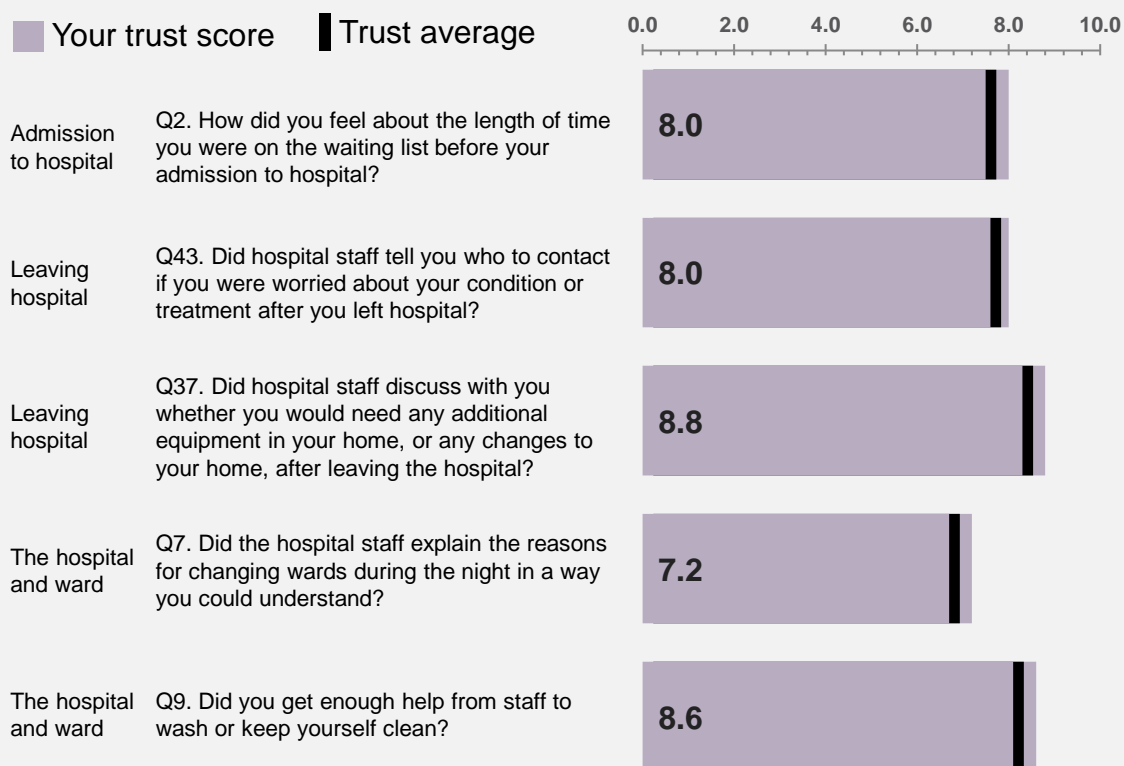 Your trust score
Trust average
0.0 2.0 4.0 6.0 8.0 10.0
Admission
to hospital
Q2. How did you feel about the length of time
you were on the waiting list before your
admission to hospital?
8.0
Leaving
hospital
Q43. Did hospital staff tell you who to contact
if you were worried about your condition or
treatment after you left hospital?
8.0
Leaving
hospital
Q37. Did hospital staff discuss with you
whether you would need any additional
equipment in your home, or any changes to
your home, after leaving the hospital?
8.8
The hospital
and ward
Q7. Did the hospital staff explain the reasons
for changing wards during the night in a way
you could understand?
7.2
The hospital
and ward
Q9. Did you get enough help from staff to
wash or keep yourself clean?
8.6